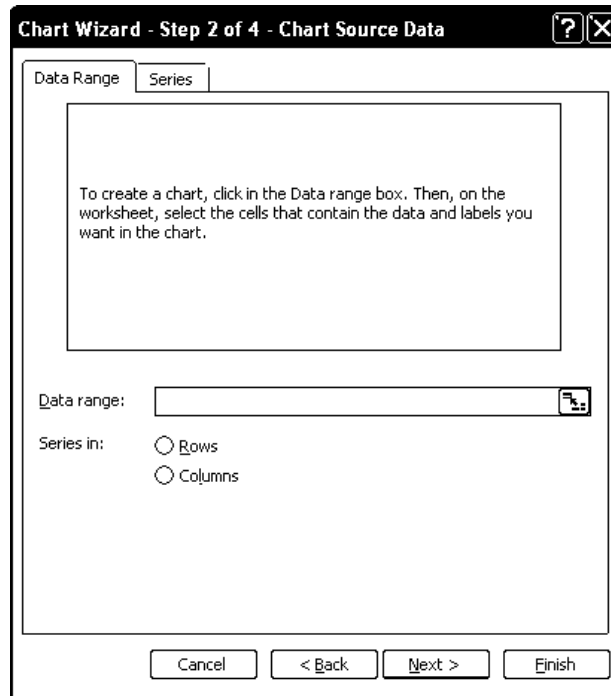 Chart Wizard - Step 2 of 4 - Chart Source Data
Data Range
Series
To create a chart, click in the Data range box. Then, on the
worksheet, select the cells that contain the data and labels you
want in the chart.
Data range:
Series in:
Rows
Columns
Cancel
< Back
Next >
Finish